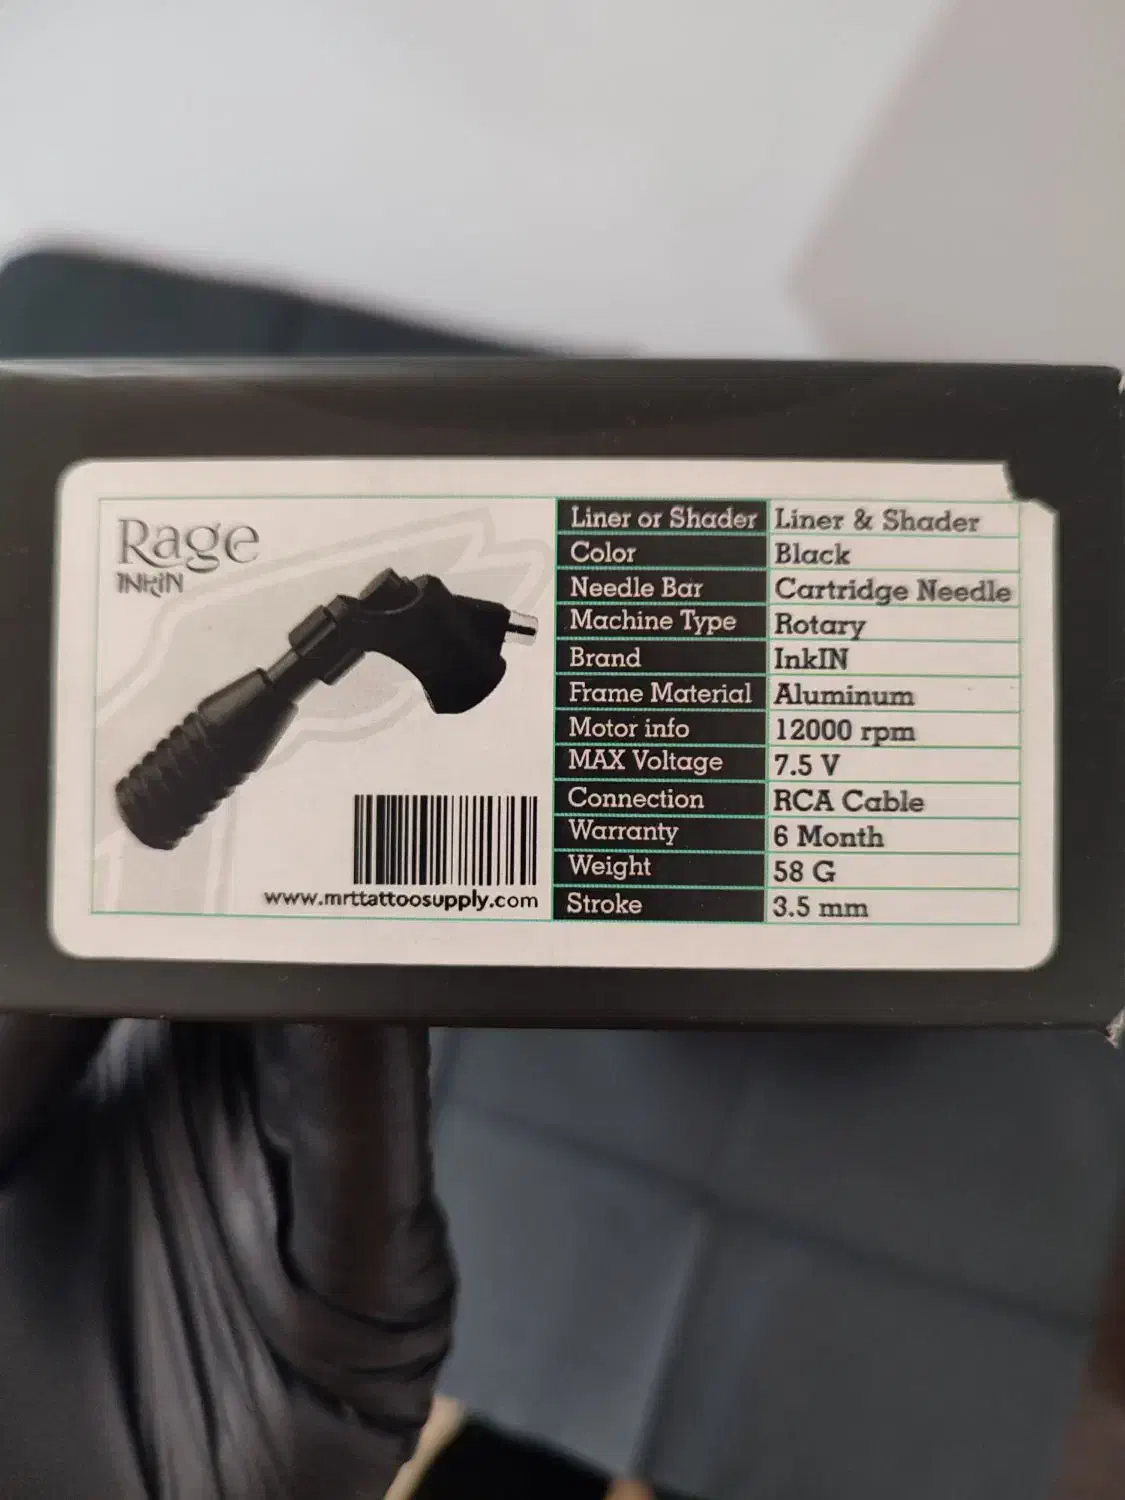 Rage
INKIN
www.mrttattoosupply.com
Liner or Shader Liner & Shader
Color Black
Needle Bar Cartridge Needle
Machine Type Rotary
Brand InkIN
Frame Material Aluminum
Motor info 12000 rpm
MAX Voltage 7.5 V
Connection RCA Cable
Warranty 6 Month
Weight 58 G
Stroke 3.5 mm